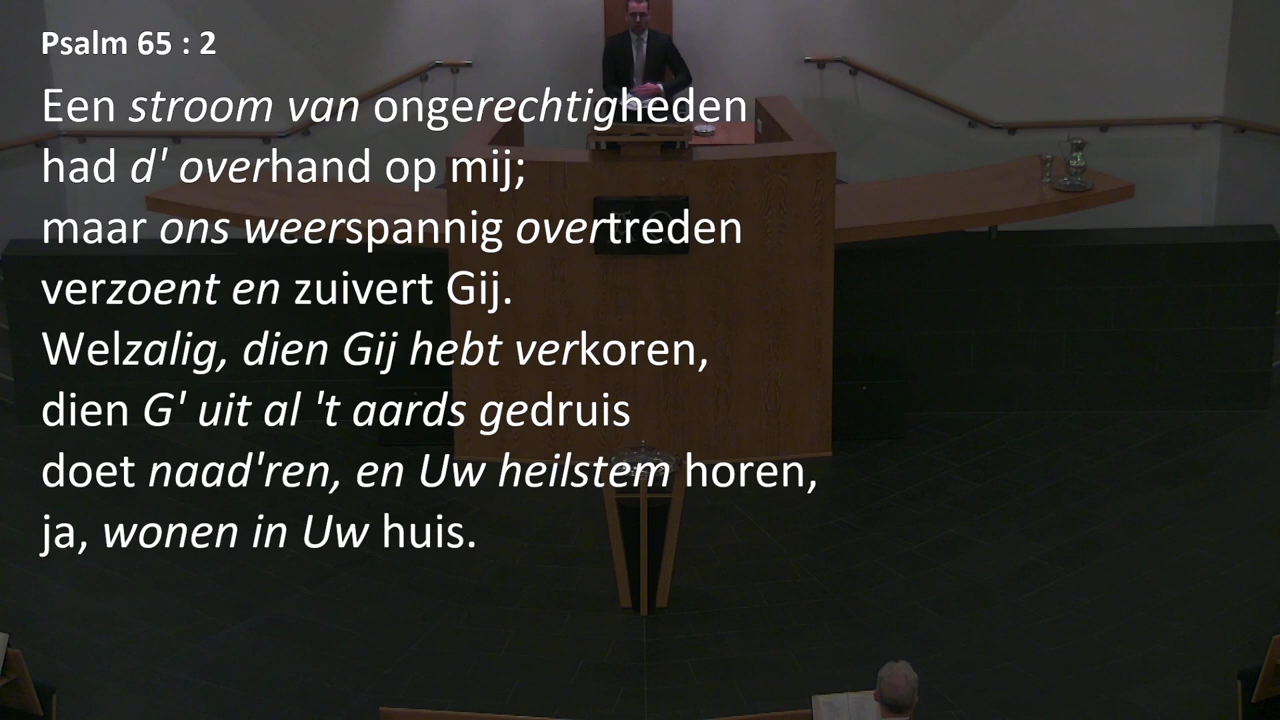 Psalm 65 : 2
Een stroom van ongerechtigheden
had d' overhand op mij;
maar ons weerspannig overtreden
verzoent en zuivert Gij.
Welzalig, dien Gij hebt verkoren,
dien G' uit al 't aards gedruis
doet naad'ren, en Uw heilstem horen,
ja, wonen in Uw huis.